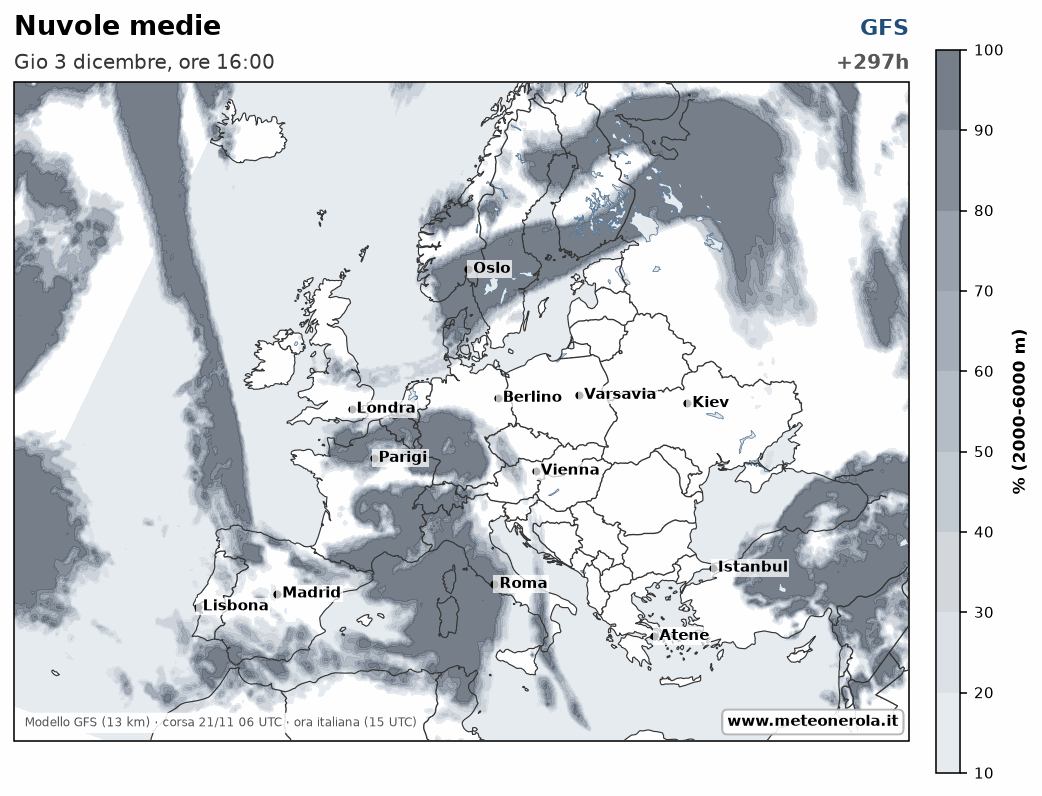 Nuvole medie
GFS
Gio 3 dicembre, ore 16:00
+297h
Oslo
Londra
Berlino
Varsavia
Kiev
Parigi
Vienna
Istanbul
Roma
Madrid
Lisbona
Atene
Modello GFS (13 km) · corsa 21/11 06 UTC · ora italiana (15 UTC)
www.meteonerola.it
100
90
80
70
60
50
40
30
20
10
% (2000-6000 m)